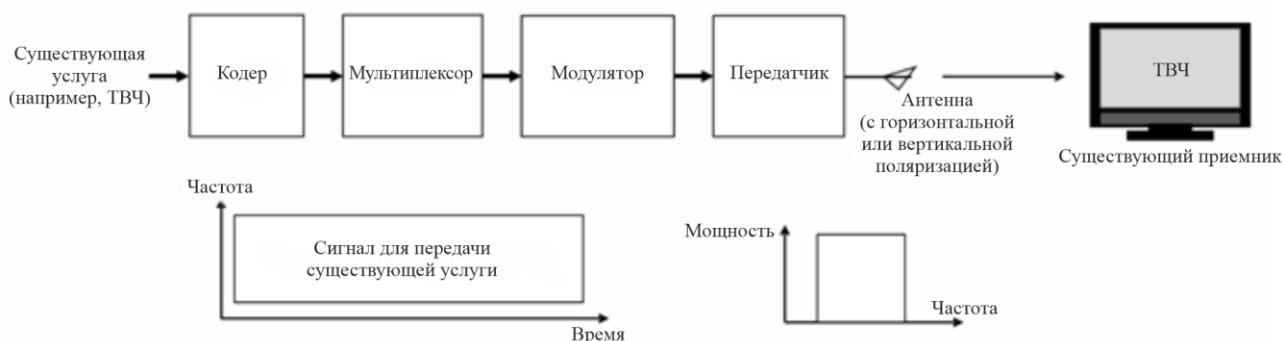 Существующая
услуга
(например, ТВЧ)
Кодер
Мультиплексор
Модулятор
Передатчик
Антенна
(с горизонтальной
или вертикальной
поляризацией)
ТВЧ
Существующий приемник
Частота
Сигнал для передачи
существующей услуги
Время
Мощность
Частота